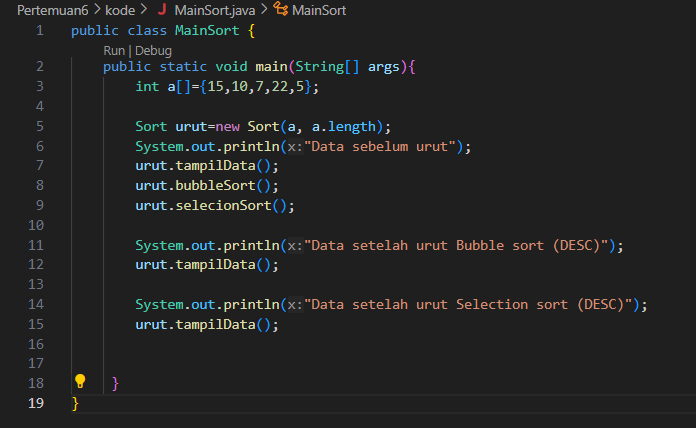 Pertemuan6 > kode > J MainSort.java > MainSort
1 public class MainSort {
Run | Debug
2 public static void main(String[] args){
3 int a[]={15,10,7,22,5};
4
5 Sort urut=new Sort(a, a.length);
6 System.out.println(x:"Data sebelum urut");
7 urut.tampilData();
8 urut.bubbleSort();
9 urut.selecionSort();
10
11 System.out.println(x:"Data setelah urut Bubble sort (DESC)");
12 urut.tampilData();
13
14 System.out.println(x:"Data setelah urut Selection sort (DESC)");
15 urut.tampilData();
16
17
18 }
19 }